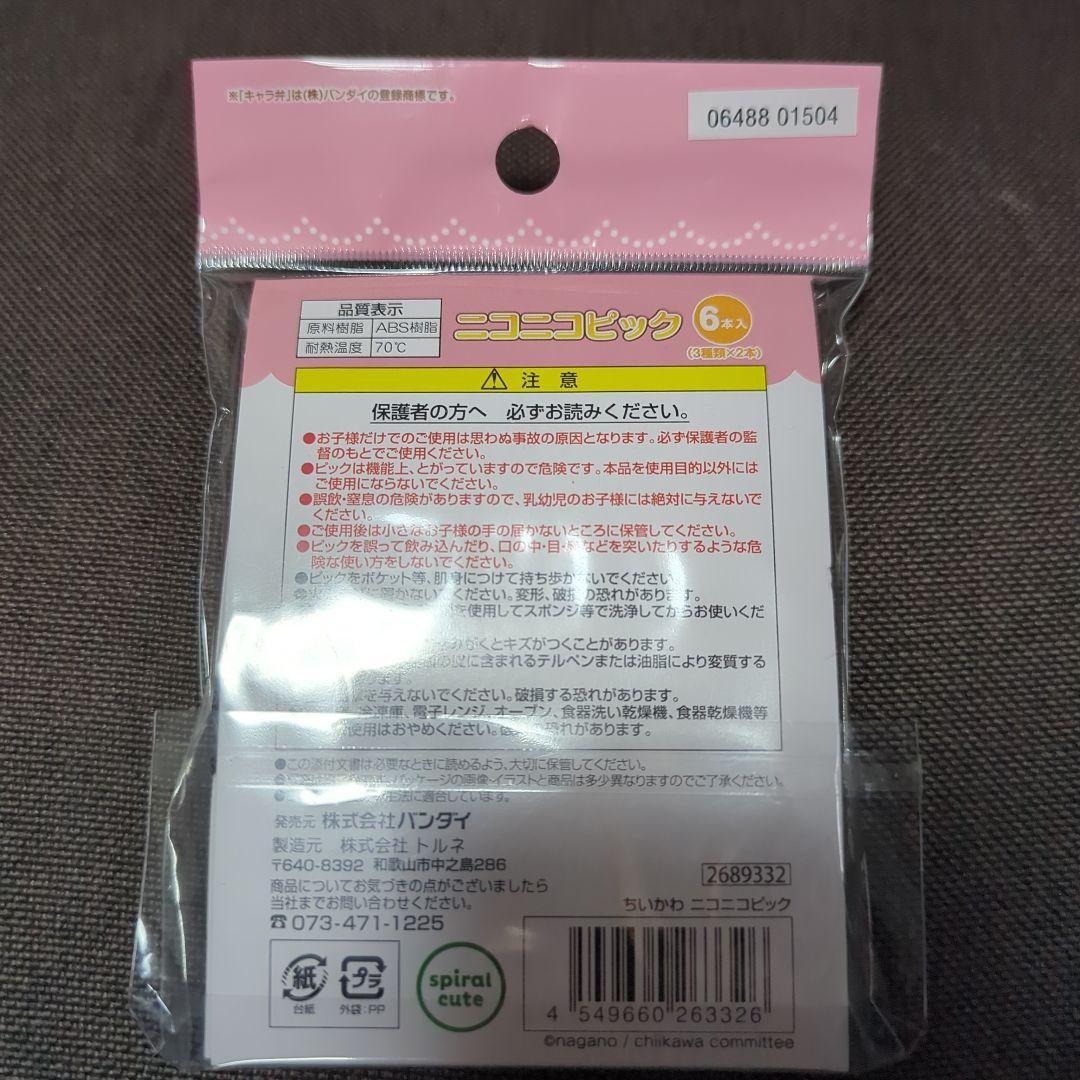 ※「キャラ弁」は(株)バンダイの登録商標です。
06488 01504
品質表示
原料樹脂 ABS樹脂
耐熱温度 70℃
ニコニコピック
6本入
(3種類×2本)
注意
保護者の方へ 必ずお読みください。
●お子様だけでのご使用は思わぬ事故の原因となります。必ず保護者の監
督のもとでご使用ください。
●ピックは機能上、とがっていますので危険です。本品を使用目的以外には
ご使用にならないでください。
●誤飲・窒息の危険がありますので、乳幼児のお子様には絶対に与えないで
ください。
●ご使用後は小さなお子様の手の届かないところに保管してください。
●ピックを誤って飲み込んだり、口の中・目・などを突いたりするような危
険な使い方をしないでください。
●ピックをポケット等、肌身につけて持ち歩かないでください。
かないでください。変形、破損の恐れがあります。
を使用してスポンジ等で洗浄してからお使いくだ
みがくとキズがつくことがあります。
に含まれるテルペンまたは油脂により変質する
ります。
を与えないでください。破損する恐れがあります。
冷凍庫、電子レンジ、オーブン、食器洗い乾燥機、食器乾燥機等
使用はおやめください。恐れがあります。
●この添付文書は必要なときに読めるよう、大切に保管してください。
パッケージの画像・イラストと商品は多少異なりますのでご了承ください。
生法に適合しています。
発売元 株式会社バンダイ
製造元 株式会社トルネ
〒640-8392 和歌山市中之島286
商品についてお気づきの点がございましたら
当社までお問い合わせください。
☎073-471-1225
2689332
ちいかわ ニコニコピック
紙
台紙
プラ
外袋:PP
spiral
cute
4 549660 263326
©nagano / chiikawa committee